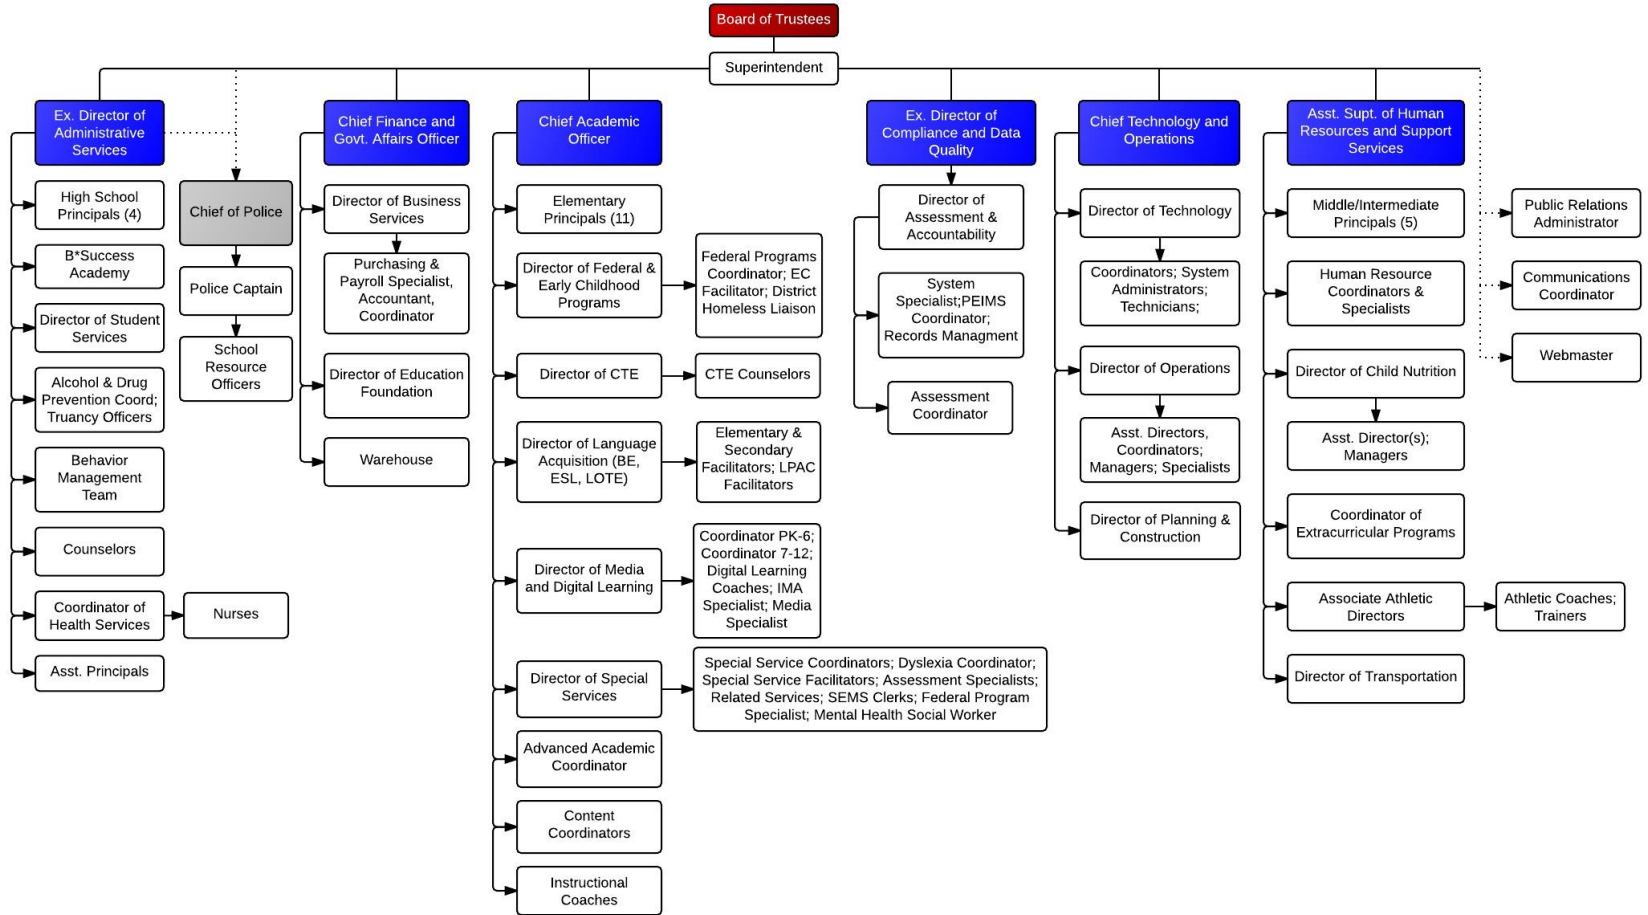 Board of Trustees
Superintendent
Ex. Director of
Administrative
Services
High School
Principals (4)
B*Success
Academy
Director of Student
Services
Alcohol & Drug
Prevention Coord;
Truancy Officers
Behavior
Management
Team
Counselors
Coordinator of
Health Services
Nurses
Asst. Principals
Chief of Police
Police Captain
School
Resource
Officers
Chief Finance and
Govt. Affairs Officer
Director of Business
Services
Purchasing &
Payroll Specialist,
Accountant,
Coordinator
Director of Education
Foundation
Warehouse
Chief Academic
Officer
Elementary
Principals (11)
Director of Federal &
Early Childhood
Programs
Federal Programs
Coordinator; EC
Facilitator; District
Homeless Liaison
Director of CTE
CTE Counselors
Director of Language
Acquisition (BE,
ESL, LOTE)
Elementary &
Secondary
Facilitators; LPAC
Facilitators
Director of Media
and Digital Learning
Coordinator PK-6;
Coordinator 7-12;
Digital Learning
Coaches; IMA
Specialist; Media
Specialist
Director of Special
Services
Special Service Coordinators; Dyslexia Coordinator;
Special Service Facilitators; Assessment Specialists;
Related Services; SEMS Clerks; Federal Program
Specialist; Mental Health Social Worker
Advanced Academic
Coordinator
Content
Coordinators
Instructional
Coaches
Ex. Director of
Compliance and Data
Quality
Director of
Assessment &
Accountability
System
Specialist;PEIMS
Coordinator;
Records Managment
Assessment
Coordinator
Chief Technology and
Operations
Director of Technology
Coordinators; System
Administrators;
Technicians;
Director of Operations
Asst. Directors,
Coordinators;
Managers; Specialists
Director of Planning &
Construction
Asst. Supt. of Human
Resources and Support
Services
Middle/Intermediate
Principals (5)
Human Resource
Coordinators &
Specialists
Director of Child Nutrition
Asst. Director(s);
Managers
Coordinator of
Extracurricular Programs
Associate Athletic
Directors
Athletic Coaches;
Trainers
Director of Transportation
Public Relations
Administrator
Communications
Coordinator
Webmaster